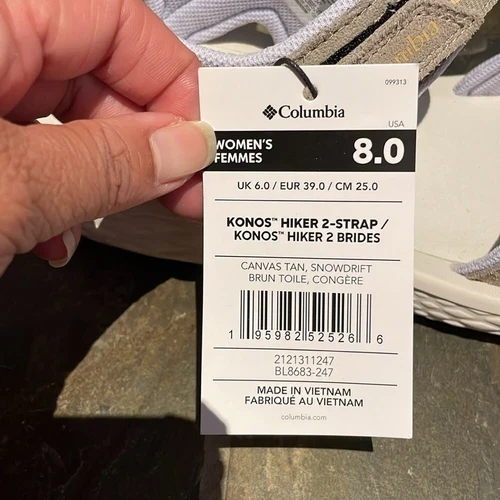 099313
Columbia
USA
WOMEN'S
FEMMES
8.0
UK 6.0 / EUR 39.0 / CM 25.0
KONOS™ HIKER 2-STRAP /
KONOS™ HIKER 2 BRIDES
CANVAS TAN, SNOWDRIFT
BRUN TOILE, CONGÈRE
1 95982 52526 6
2121311247
BL8683-247
MADE IN VIETNAM
FABRIQUÉ AU VIETNAM
columbia.com